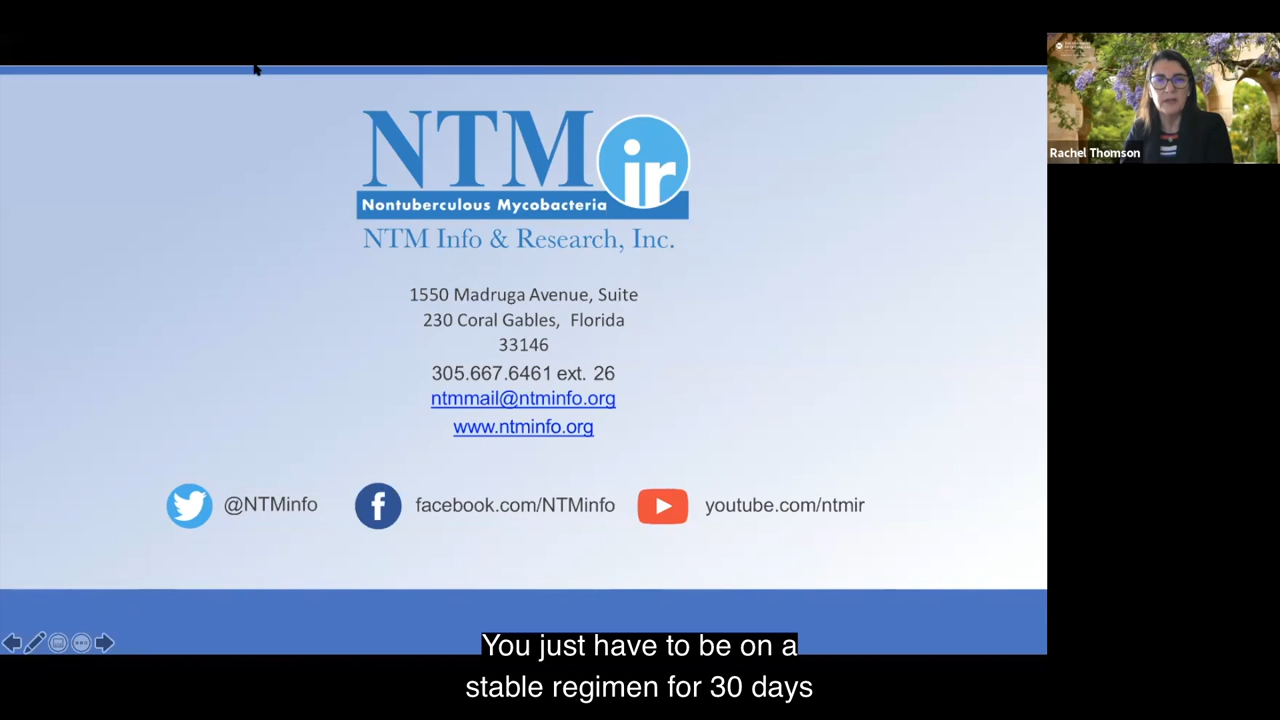 NTM
ir
Nontuberculous Mycobacteria
NTM Info & Research, Inc.
1550 Madruga Avenue, Suite
230 Coral Gables, Florida
33146
305.667.6461 ext. 26
ntmmail@ntminfo.org
www.ntminfo.org
@NTMinfo
facebook.com/NTMinfo
youtube.com/ntmir
Rachel Thomson
You just have to be on a
stable regimen for 30 days